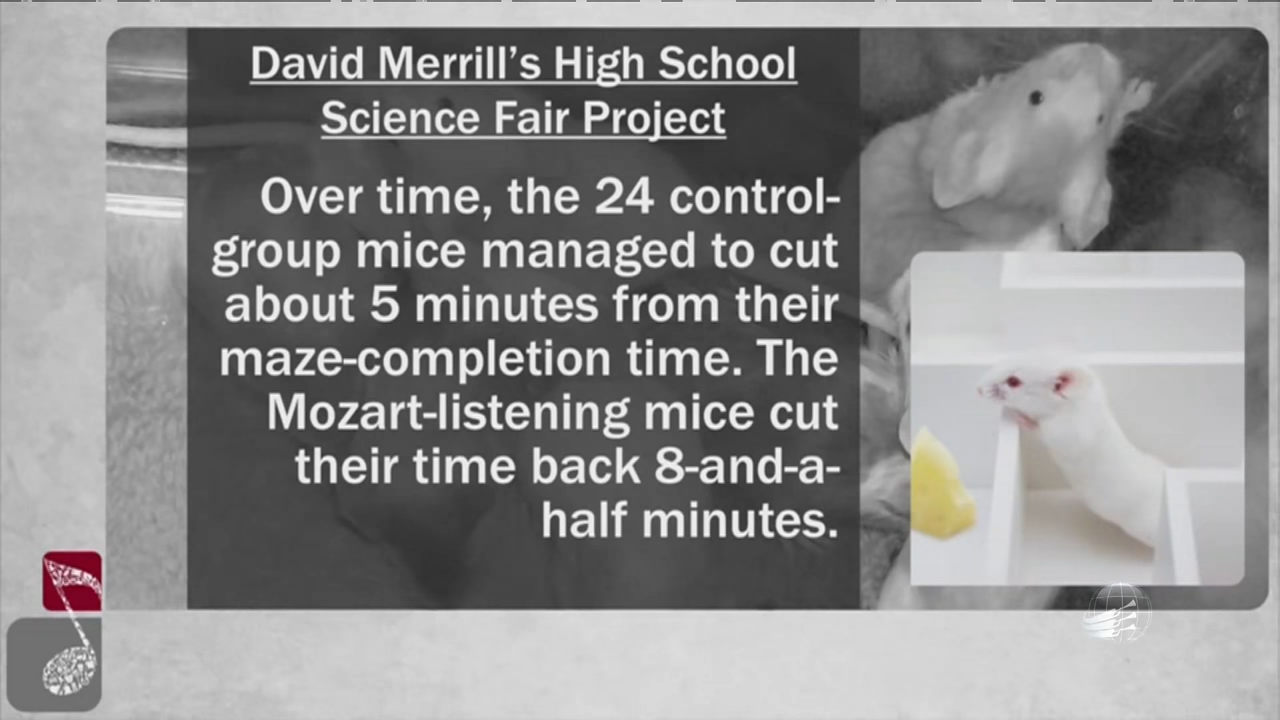 David Merrill’s High School
Science Fair Project
Over time, the 24 control-
group mice managed to cut
about 5 minutes from their
maze-completion time. The
Mozart-listening mice cut
their time back 8-and-a-
half minutes.